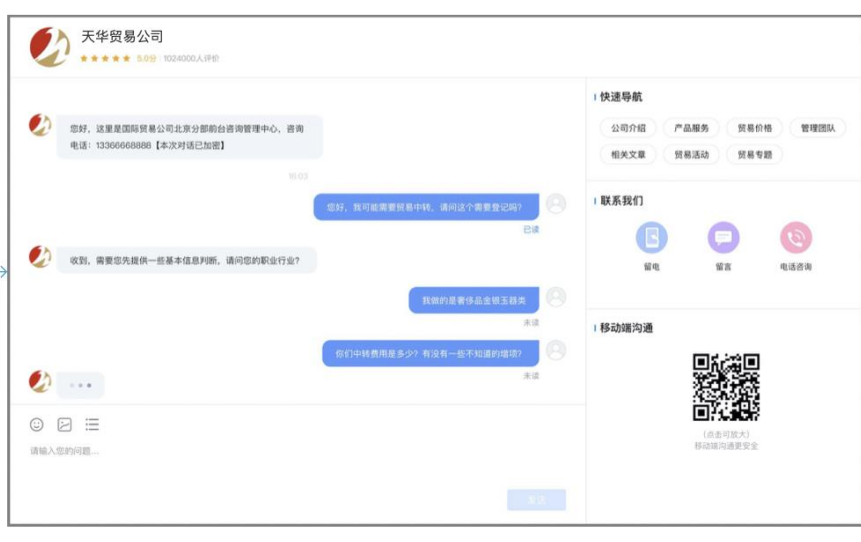 天华贸易公司
★★★★★ 5.0分 1024000人评价
您好，这里是国际贸易公司北京分部前台咨询管理中心，咨询
电话：13366668888【本次对话已加密】
16:03
您好，我可能需要贸易中转，请问这个需要登记吗？
已读
收到，需要您先提供一些基本信息判断，请问您的职业行业？
我做的是奢侈品金银玉器类
未读
你们中转费用是多少？有没有一些不知道的增项？
未读
请输入您的问题...
发送
快速导航
公司介绍 产品服务 贸易价格 管理团队
相关文章 贸易活动 贸易专题
联系我们
留电 留言 电话咨询
移动端沟通
（点击可放大）
移动端沟通更安全